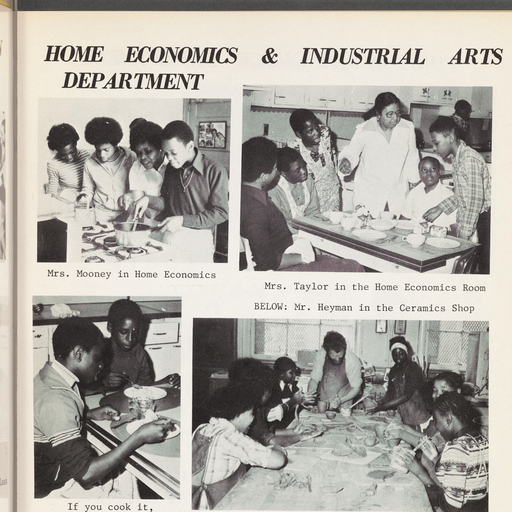 HOME ECONOMICS & INDUSTRIAL ARTS
DEPARTMENT
Mrs. Mooney in Home Economics
Mrs. Taylor in the Home Economics Room
BELOW: Mr. Heyman in the Ceramics Shop
If you cook it,